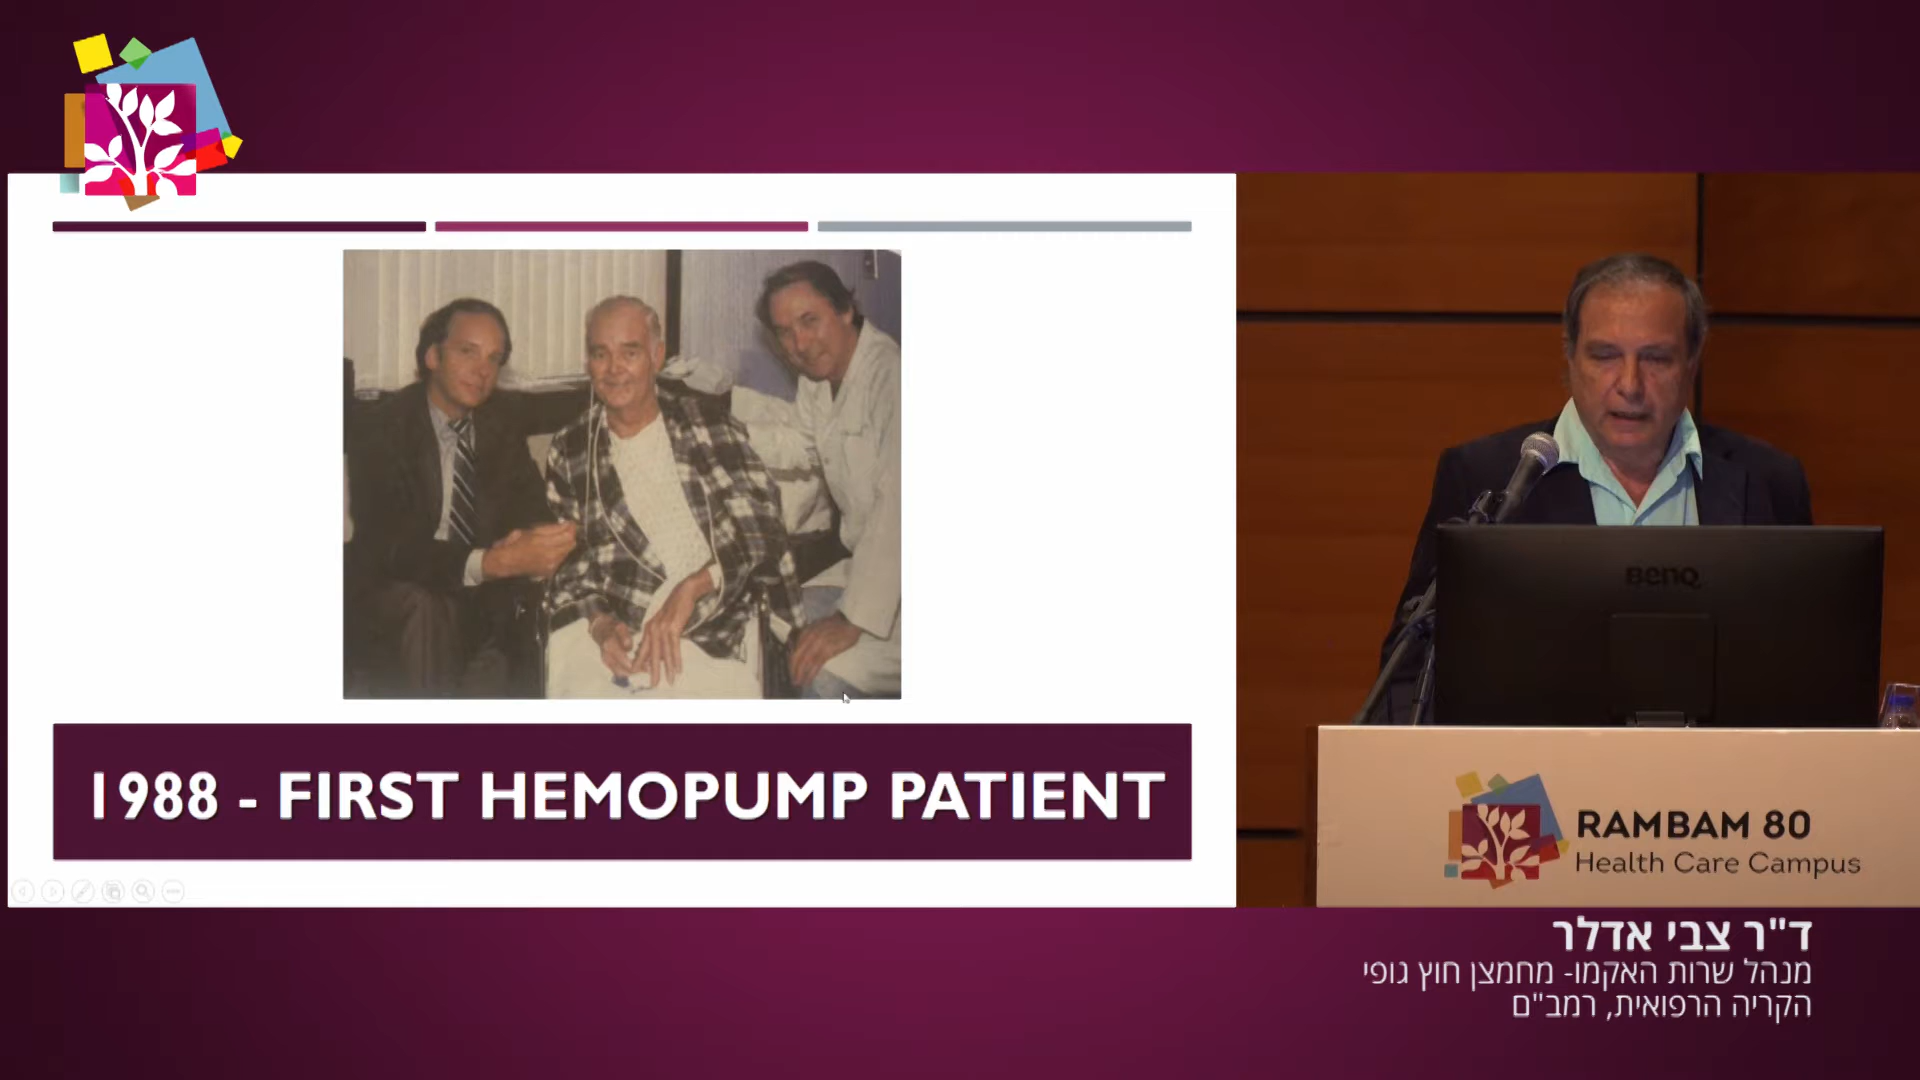 1988 - FIRST HEMOPUMP PATIENT
BenQ
RAMBAM 80
Health Care Campus
ד"ר צבי אדלר
מנהל שרות האקמו- מחמצן חוץ גופי
הקריה הרפואית, רמב"ם